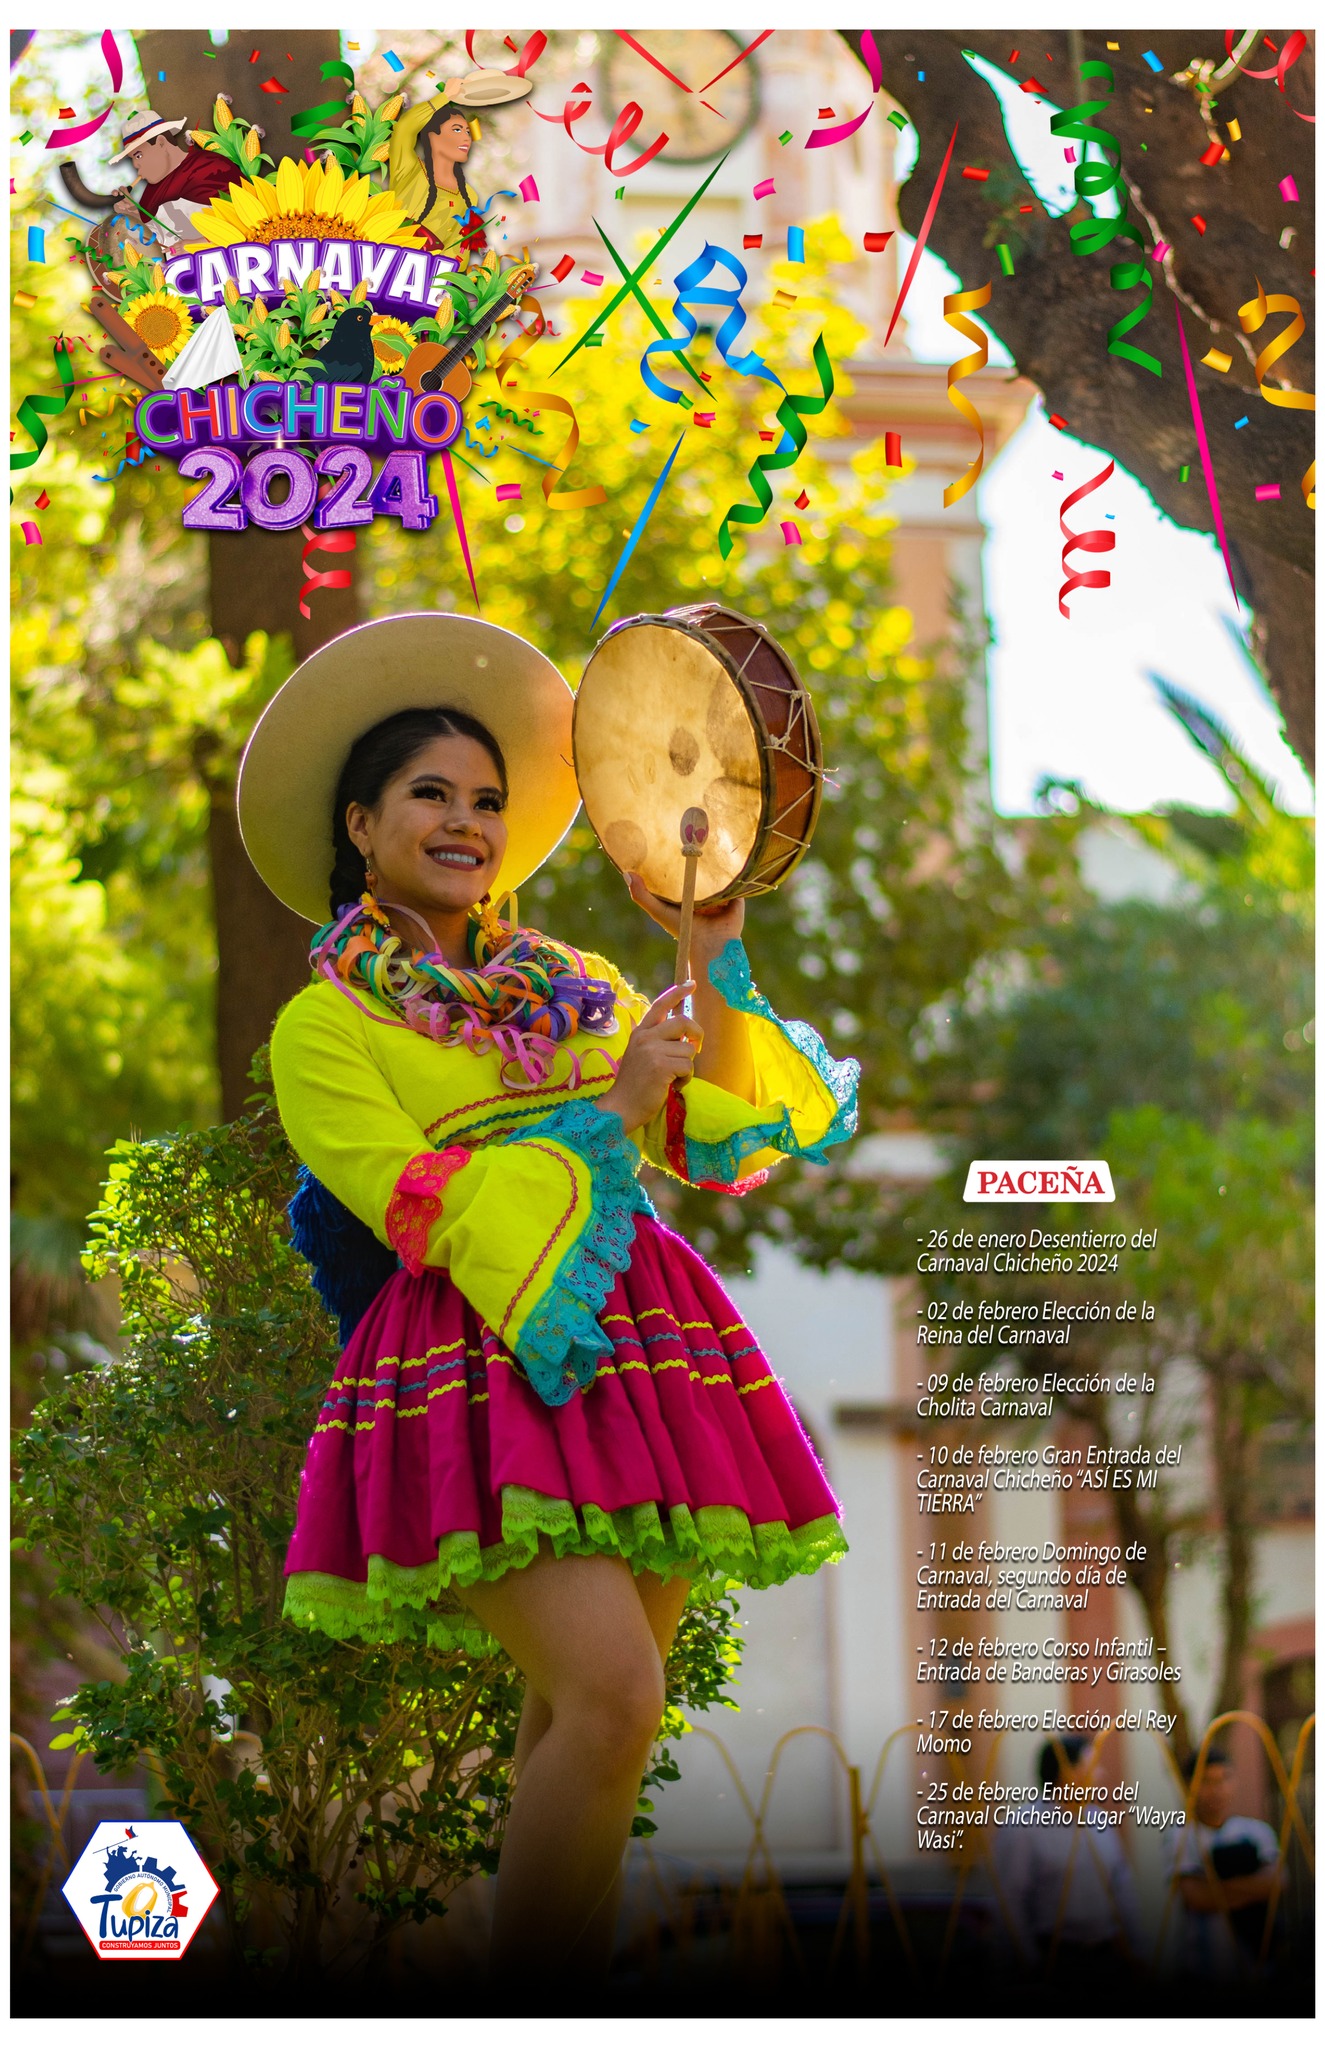 CARNAVAL
CHICHEÑO
2024
PACEÑA
- 26 de enero Desentierro del
Carnaval Chicheño 2024
- 02 de febrero Elección de la
Reina del Carnaval
- 09 de febrero Elección de la
Cholita Carnaval
- 10 de febrero Gran Entrada del
Carnaval Chicheño “ASÍ ES MI
TIERRA”
- 11 de febrero Domingo de
Carnaval, segundo día de
Entrada del Carnaval
- 12 de febrero Corso Infantil –
Entrada de Banderas y Girasoles
- 17 de febrero Elección del Rey
Momo
- 25 de febrero Entierro del
Carnaval Chicheño Lugar “Wayra
Wasi”.
GOBIERNO AUTÓNOMO MUNICIPAL
Tupiza
CONSTRUYAMOS JUNTOS